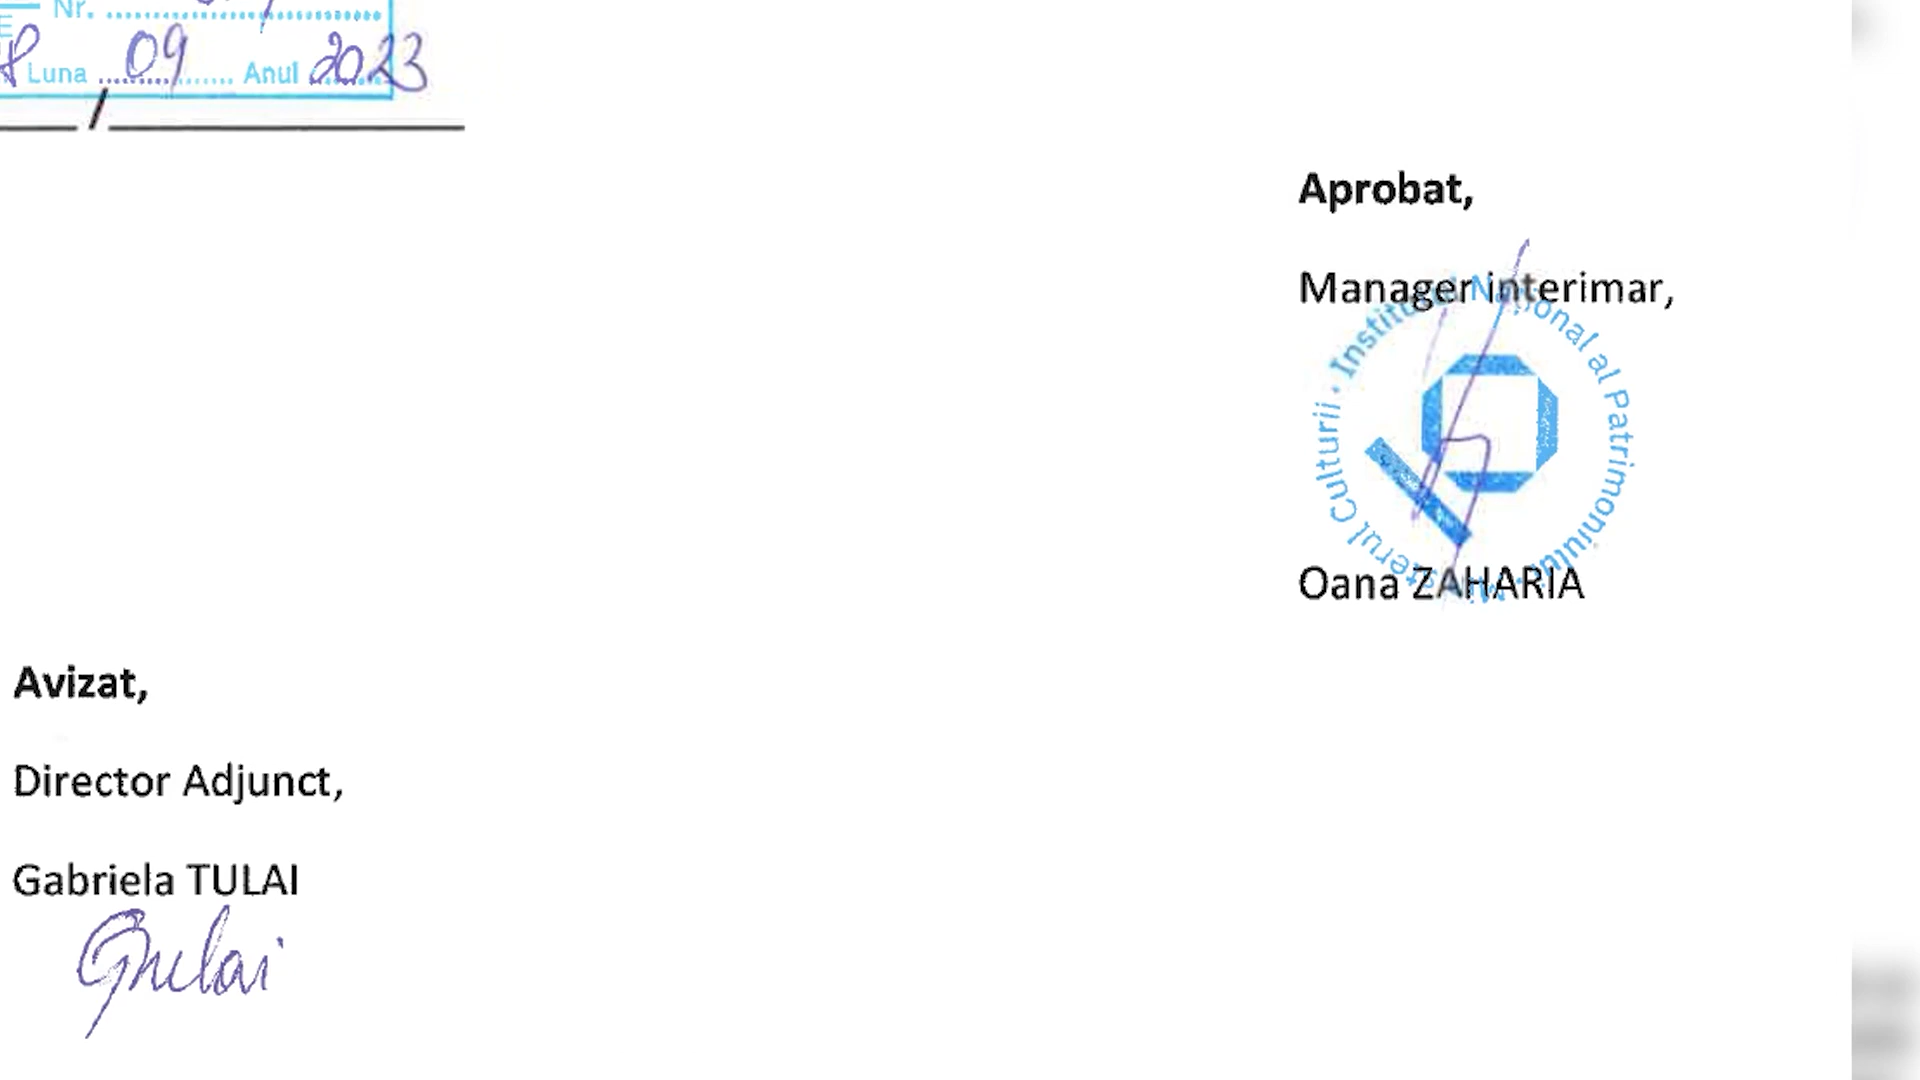 Nr.
Luna 09 Anul 2023
/
Aprobat,
Manager interimar,
Institutul Național al Patrimoniului · Ministerul Culturii ·
Oana ZAHARIA
Avizat,
Director Adjunct,
Gabriela TULAI
GTulai